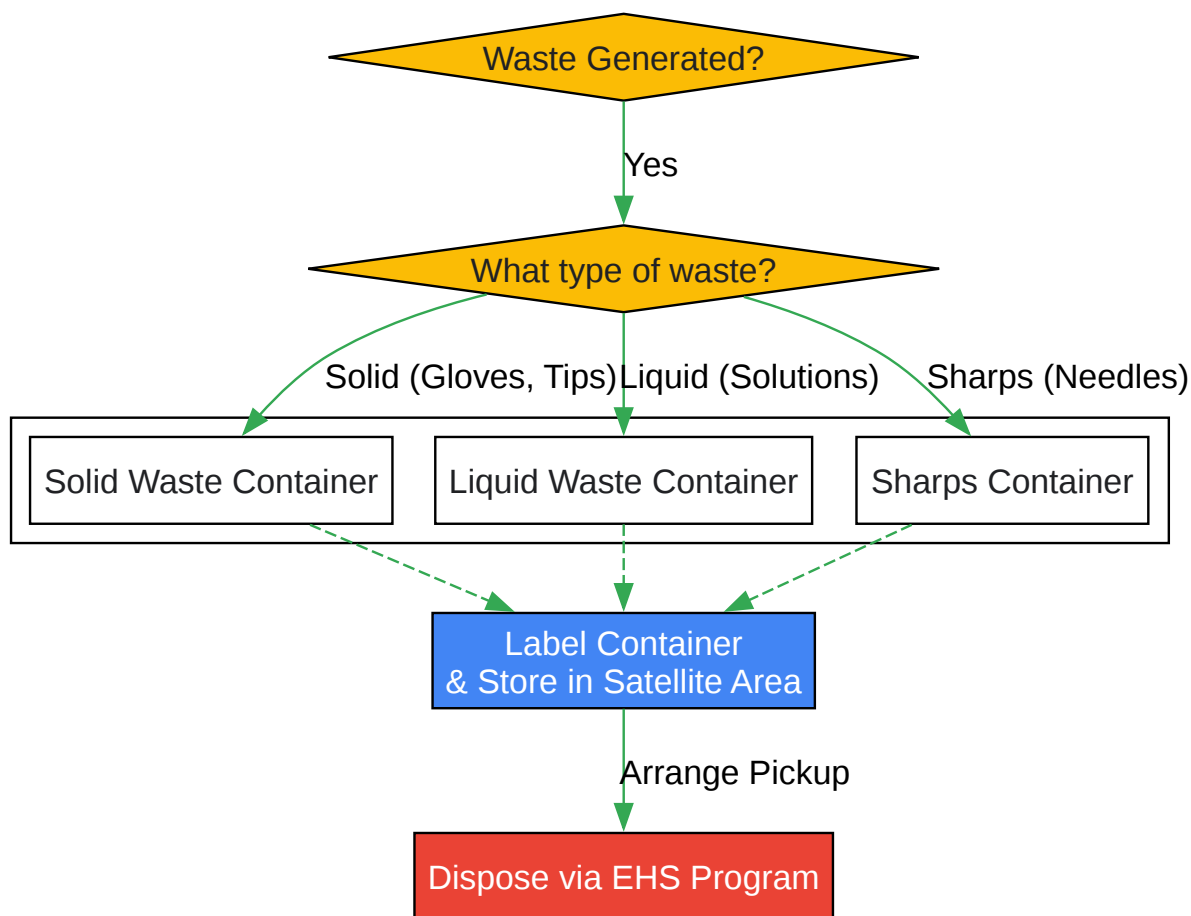 Waste Generated?
Yes
What type of waste?
Solid (Gloves, Tips)
Liquid (Solutions)
Sharps (Needles)
Solid Waste Container
Liquid Waste Container
Sharps Container
Label Container
& Store in Satellite Area
Arrange Pickup
Dispose via EHS Program